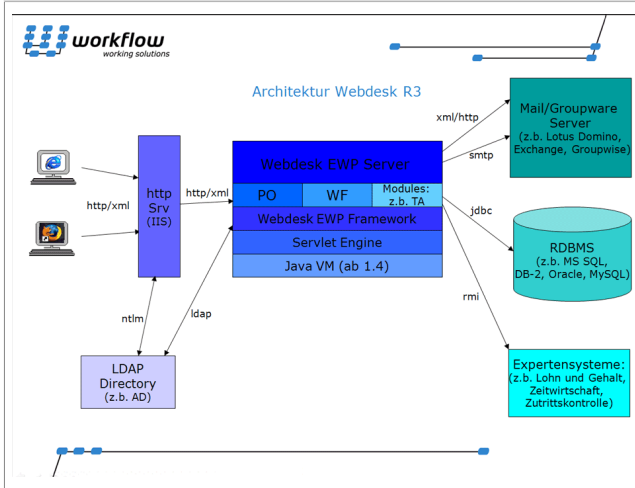 workflow
working solutions
Architektur Webdesk R3
http/xml
http
Srv
(IIS)
http/xml
ntlm
ldap
LDAP
Directory
(z.b. AD)
Webdesk EWP Server
PO
WF
Modules:
z.b. TA
Webdesk EWP Framework
Servlet Engine
Java VM (ab 1.4)
xml/http
smtp
jdbc
rmi
Mail/Groupware
Server
(z.b. Lotus Domino,
Exchange, Groupwise)
RDBMS
(z.b. MS SQL,
DB-2, Oracle, MySQL)
Expertensysteme:
(z.b. Lohn und Gehalt,
Zeitwirtschaft,
Zutrittskontrolle)